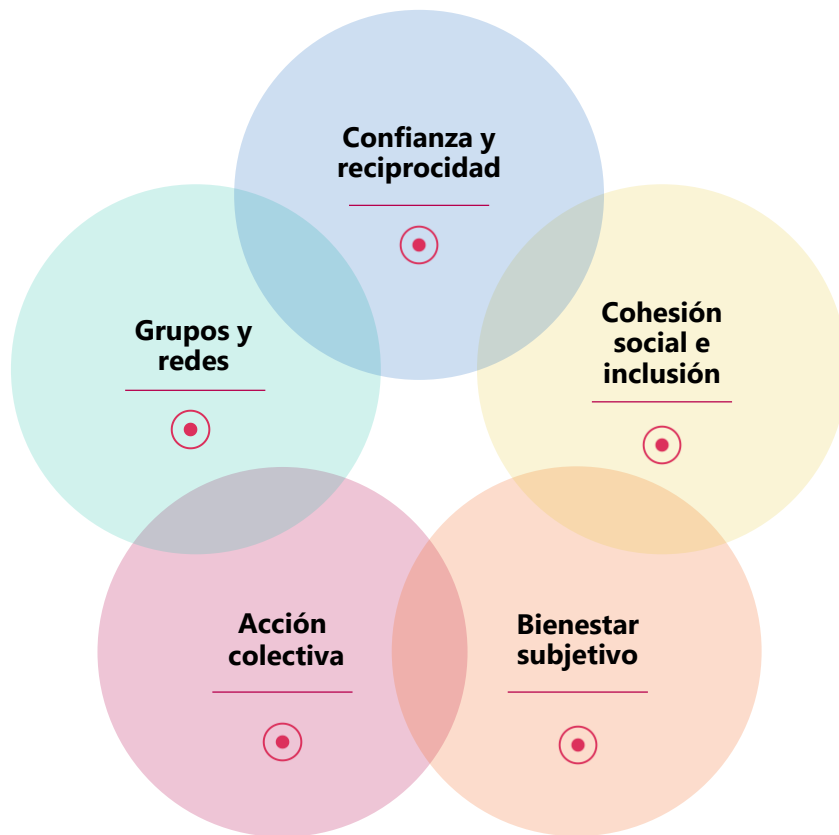 Confianza y
reciprocidad
Grupos y
redes
Cohesión
social e
inclusión
Acción
colectiva
Bienestar
subjetivo